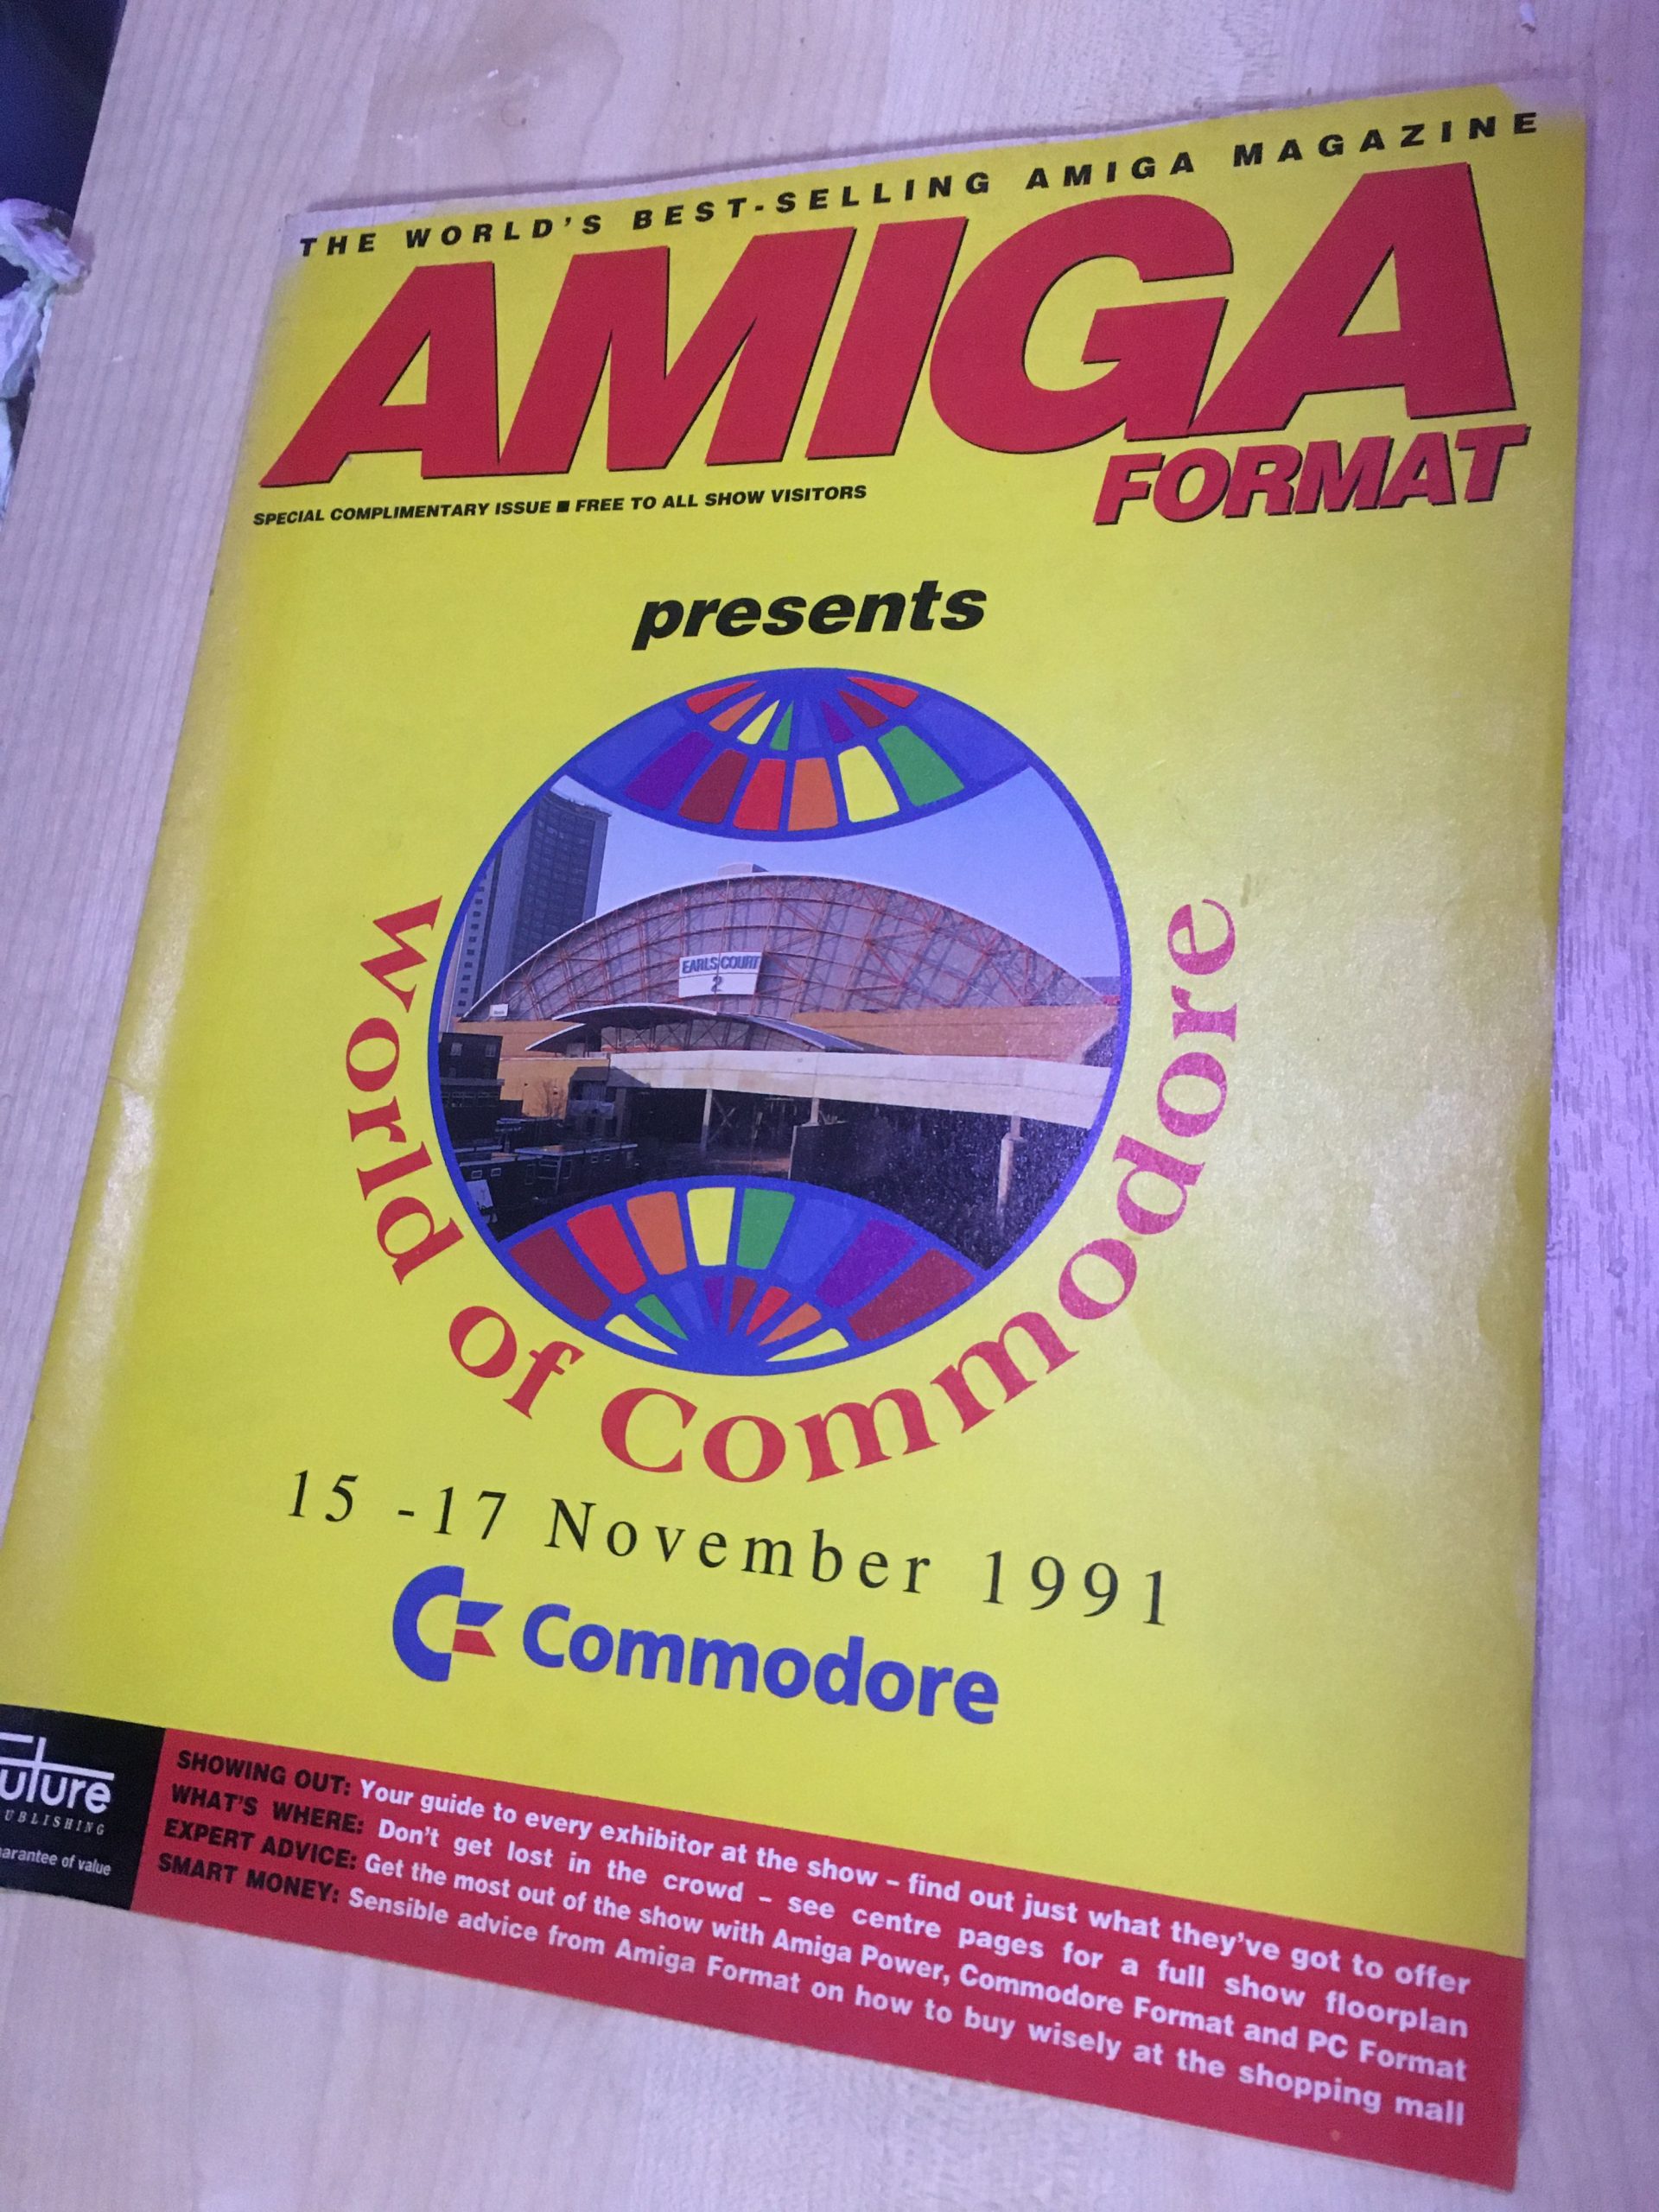 THE WORLD'S BEST-SELLING AMIGA MAGAZINE
AMIGA
FORMAT
SPECIAL COMPLIMENTARY ISSUE ■ FREE TO ALL SHOW VISITORS
presents
EARLS COURT
2
World of Commodore
15 -17 November 1991
Commodore
uture
UBLISHING
arantee of value
SHOWING OUT: Your guide to every exhibitor at the show – find out just what they've got to offer
WHAT'S WHERE: Don't get lost in the crowd – see centre pages for a full show floorplan
EXPERT ADVICE: Get the most out of the show with Amiga Power, Commodore Format and PC Format
SMART MONEY: Sensible advice from Amiga Format on how to buy wisely at the shopping mall